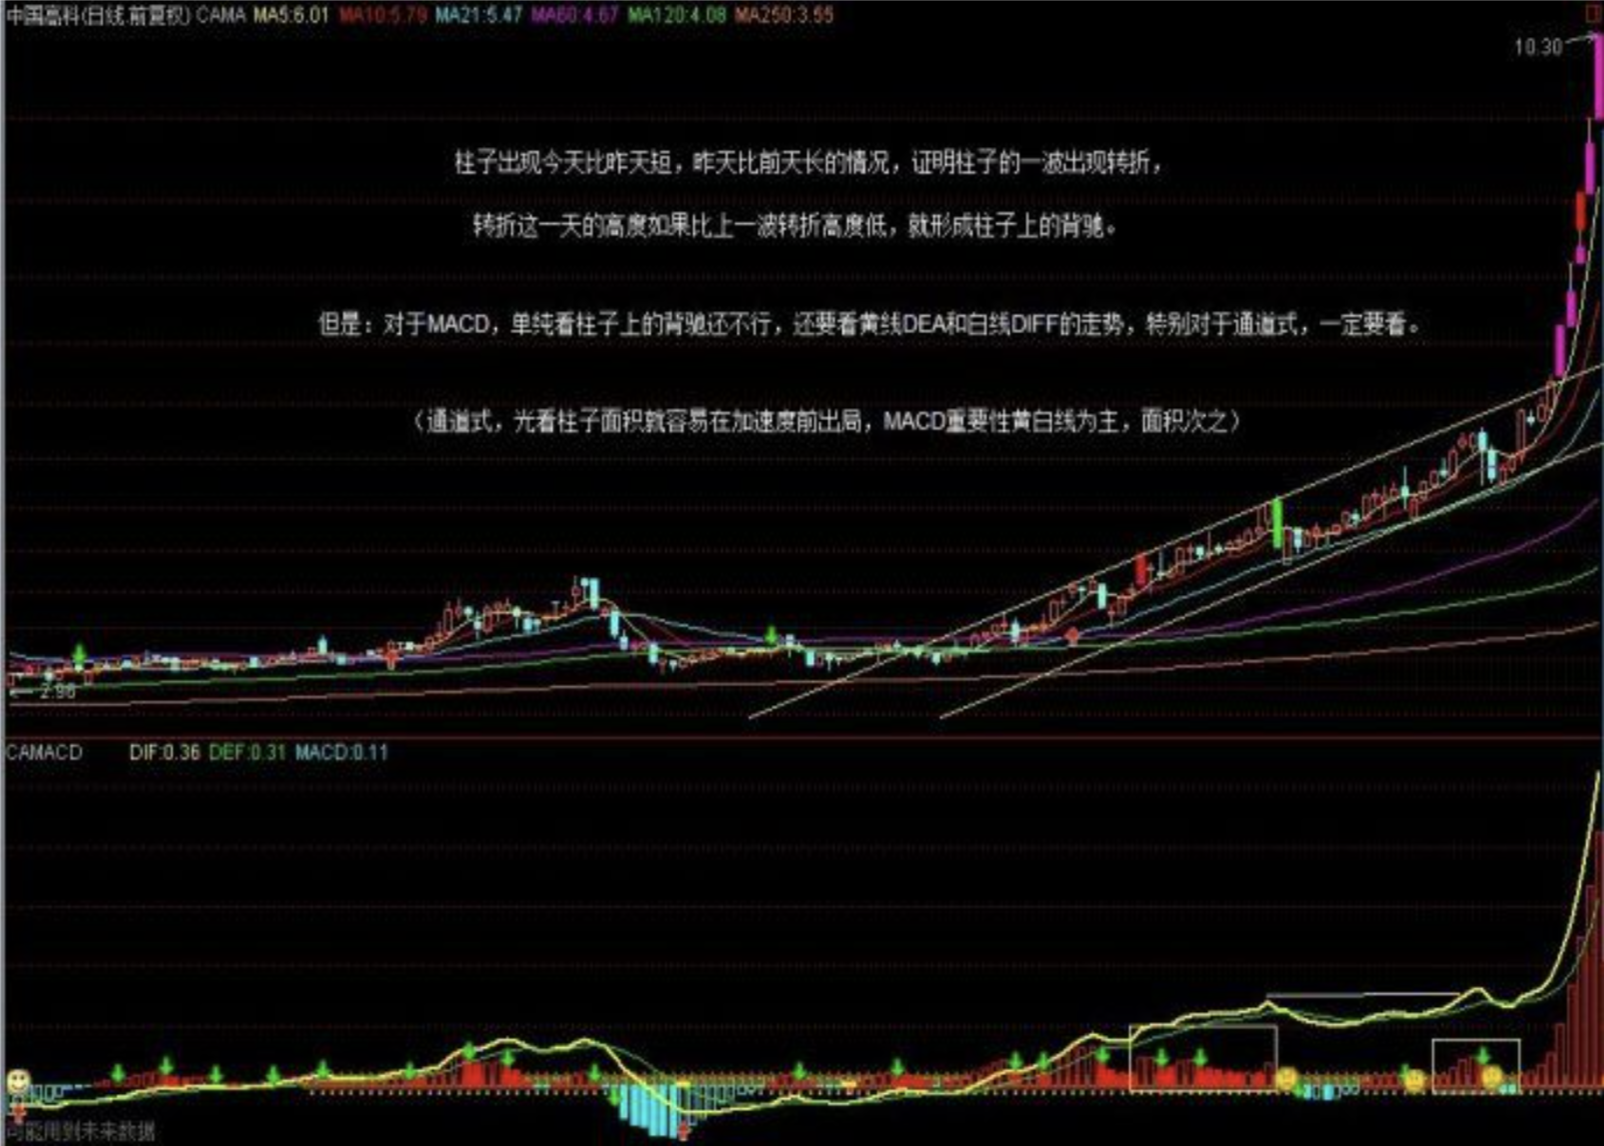 中国高科(日线.前复权) CAMA MA5:6.01 MA10:5.79 MA21:5.47 MA60:4.67 MA120:4.08 MA250:3.55
10.30
柱子出现今天比昨天短，昨天比前天长的情况，证明柱子的一波出现转折，
转折这一天的高度如果比上一波转折高度低，就形成柱子上的背驰。
但是：对于MACD，单纯看柱子上的背驰还不行，还要看黄线DEA和白线DIFF的走势，特别对于通道式，一定要看。
（通道式，光看柱子面积就容易在加速度前出局，MACD重要性黄白线为主，面积次之）
2.96
CAMACD DIF:0.36 DEF:0.31 MACD:0.11
可能用到未来数据